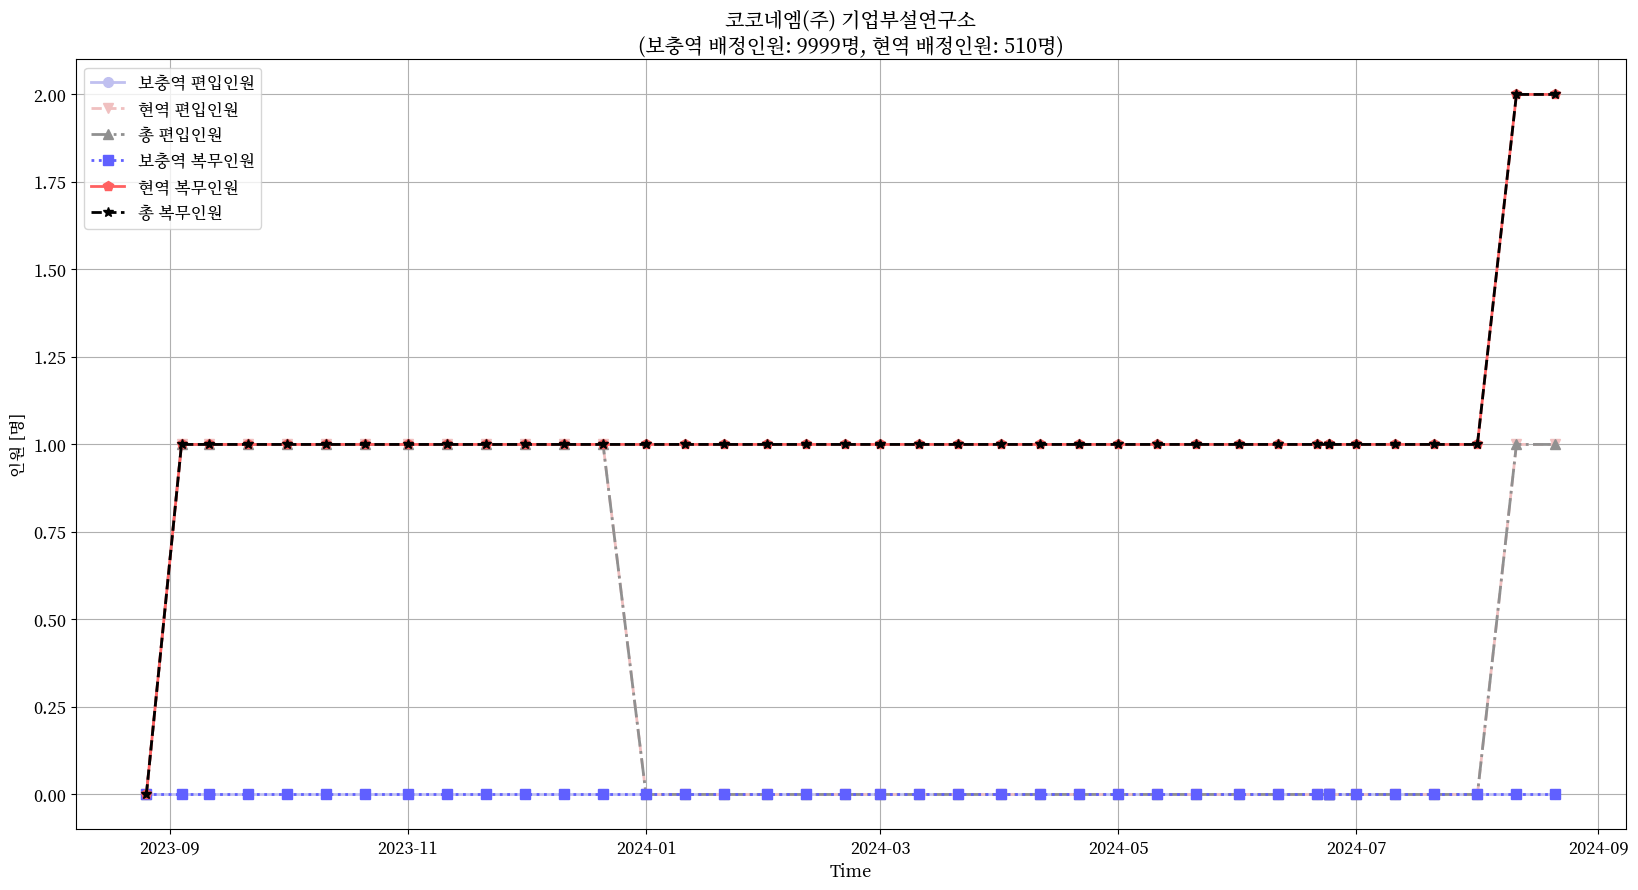 코코네엠(주) 기업부설연구소
(보충역 배정인원: 9999명, 현역 배정인원: 510명)
보충역 편입인원
현역 편입인원
총 편입인원
보충역 복무인원
현역 복무인원
총 복무인원
2.00
1.75
1.50
1.25
1.00
0.75
0.50
0.25
0.00
인원 [명]
2023-09 2023-11 2024-01 2024-03 2024-05 2024-07 2024-09
Time